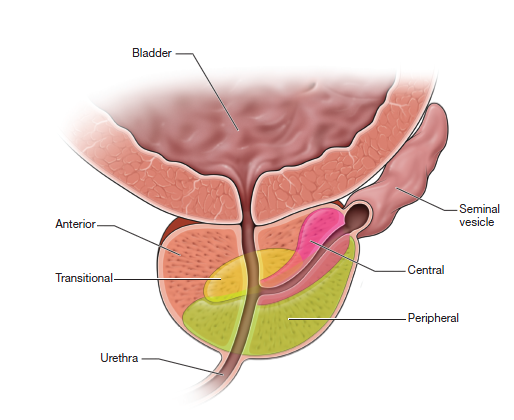 Bladder
Seminal
vesicle
Anterior
Central
Transitional
Peripheral
Urethra